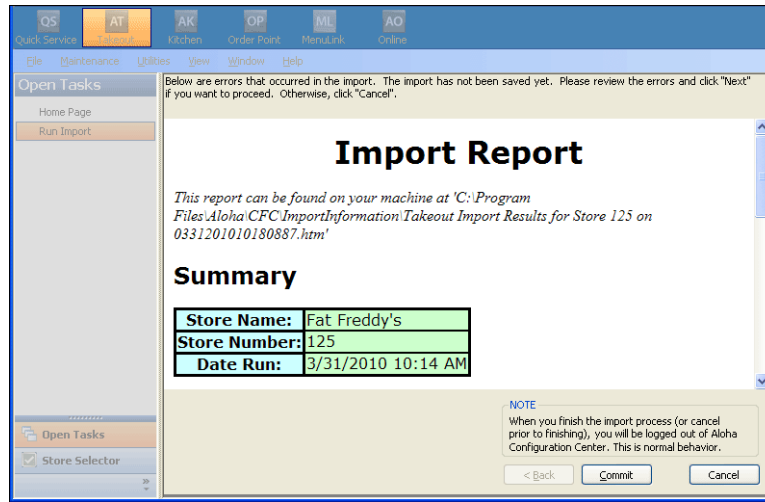 QS AT AK OP ML AO
Quick Service Takeout Kitchen Order Point MenuLink Online
File Maintenance Utilities View Window Help
Open Tasks
Home Page
Run Import
Below are errors that occurred in the import. The import has not been saved yet. Please review the errors and click "Next"
if you want to proceed. Otherwise, click "Cancel".
Import Report
This report can be found on your machine at 'C:\Program
Files\Aloha\CFC\ImportInformation\Takeout Import Results for Store 125 on
0331201010180887.htm'
Summary
Store Name: Fat Freddy's
Store Number: 125
Date Run: 3/31/2010 10:14 AM
NOTE
When you finish the import process (or cancel
prior to finishing), you will be logged out of Aloha
Configuration Center. This is normal behavior.
Open Tasks
Store Selector
< Back Commit Cancel